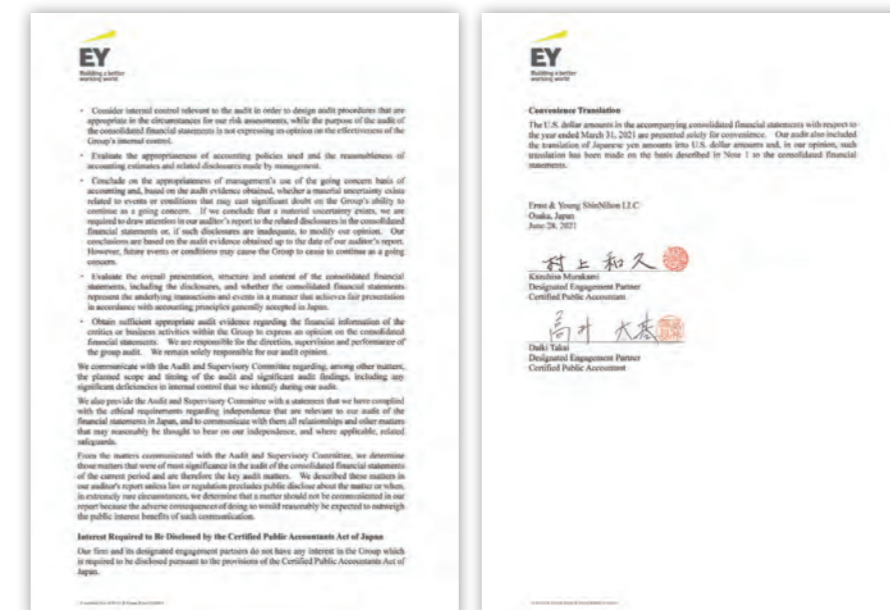 EY
Building a better
working world
・ Consider internal control relevant to the audit in order to design audit procedures that are
appropriate in the circumstances for our risk assessments, while the purpose of the audit of
the consolidated financial statements is not expressing an opinion on the effectiveness of the
Group's internal control.
・ Evaluate the appropriateness of accounting policies used and the reasonableness of
accounting estimates and related disclosures made by management.
・ Conclude on the appropriateness of management's use of the going concern basis of
accounting and, based on the audit evidence obtained, whether a material uncertainty exists
related to events or conditions that may cast significant doubt on the Group's ability to
continue as a going concern. If we conclude that a material uncertainty exists, we are
required to draw attention in our auditor's report to the related disclosures in the consolidated
financial statements or, if such disclosures are inadequate, to modify our opinion. Our
conclusions are based on the audit evidence obtained up to the date of our auditor's report.
However, future events or conditions may cause the Group to cease to continue as a going
concern.
・ Evaluate the overall presentation, structure and content of the consolidated financial
statements, including the disclosures, and whether the consolidated financial statements
represent the underlying transactions and events in a manner that achieves fair presentation
in accordance with accounting principles generally accepted in Japan.
・ Obtain sufficient appropriate audit evidence regarding the financial information of the
entities or business activities within the Group to express an opinion on the consolidated
financial statements. We are responsible for the direction, supervision and performance of
the group audit. We remain solely responsible for our audit opinion.
We communicate with the Audit and Supervisory Committee regarding, among other matters,
the planned scope and timing of the audit and significant audit findings, including any
significant deficiencies in internal control that we identify during our audit.
We also provide the Audit and Supervisory Committee with a statement that we have complied
with the ethical requirements regarding independence that are relevant to our audit of the
financial statements in Japan, and to communicate with them all relationships and other matters
that may reasonably be thought to bear on our independence, and where applicable, related
safeguards.
From the matters communicated with the Audit and Supervisory Committee, we determine
those matters that were of most significance in the audit of the consolidated financial statements
of the current period and are therefore the key audit matters. We described these matters in
our auditor's report unless law or regulation precludes public disclose about the matter or when,
in extremely rare circumstances, we determine that a matter should not be communicated in our
report because the adverse consequences of doing so would reasonably be expected to outweigh
the public interest benefits of such communication.
Interest Required to Be Disclosed by the Certified Public Accountants Act of Japan
Our firm and its designated engagement partners do not have any interest in the Group which
is required to be disclosed pursuant to the provisions of the Certified Public Accountants Act of
Japan.
EY
Building a better
working world
Convenience Translation
The U.S. dollar amounts in the accompanying consolidated financial statements with respect to
the year ended March 31, 2021 are presented solely for convenience. Our audit also included
the translation of Japanese yen amounts into U.S. dollar amounts and, in our opinion, such
translation has been made on the basis described in Note 1 to the consolidated financial
statements.
Ernst & Young ShinNihon LLC
Osaka, Japan
June 28, 2021
村上和久
Kazuhisa Murakami
Designated Engagement Partner
Certified Public Accountant
高井 大基
Daiki Takai
Designated Engagement Partner
Certified Public Accountant